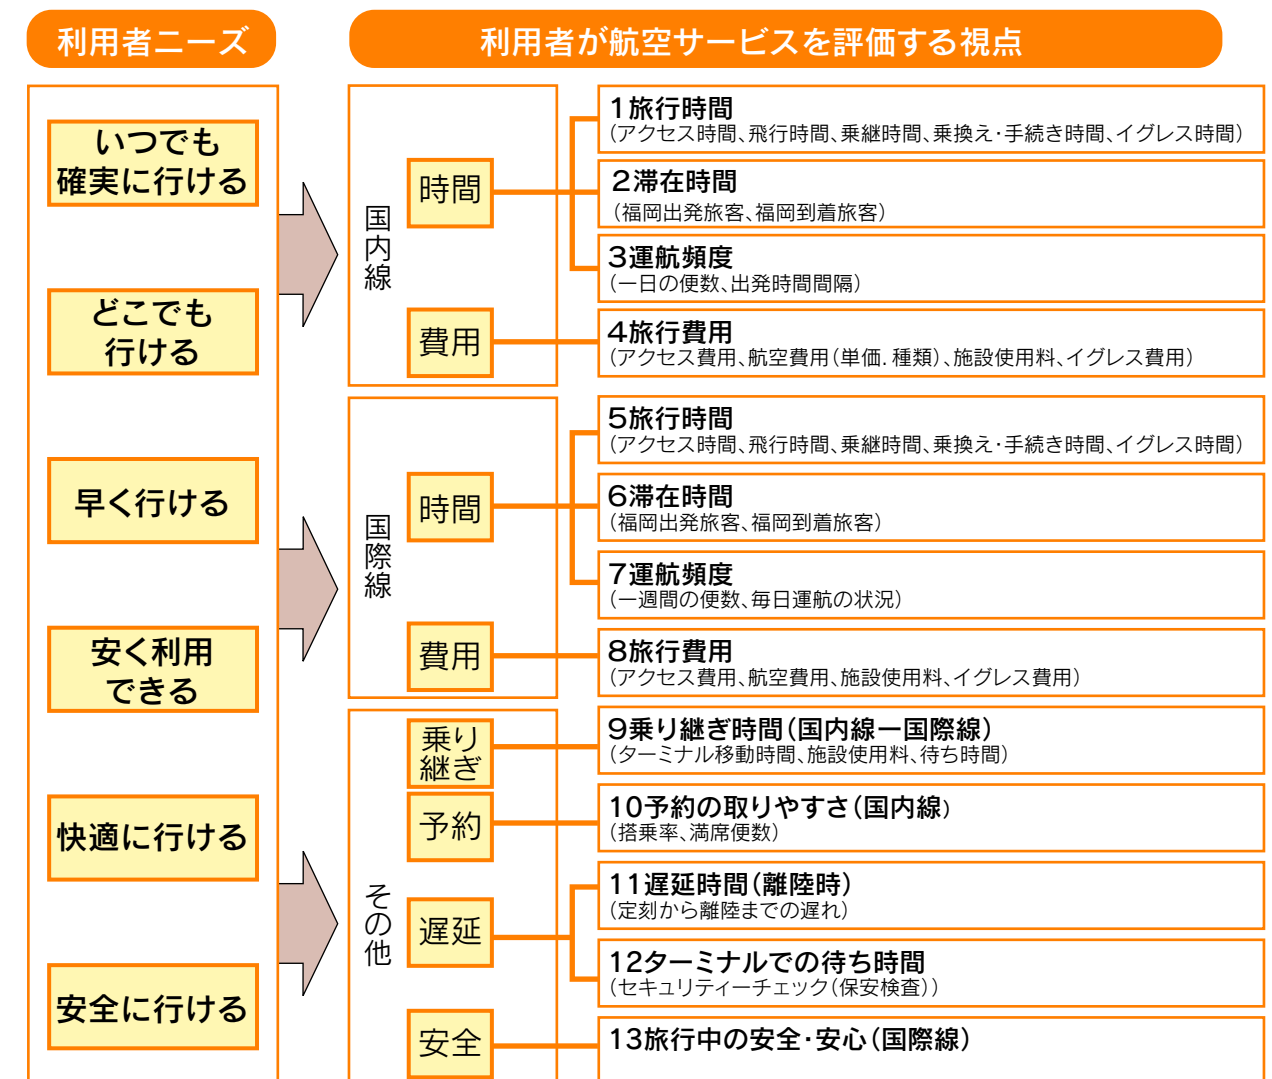 利用者ニーズ
利用者が航空サービスを評価する視点
いつでも
確実に行ける
どこでも
行ける
早く行ける
安く利用
できる
快適に行ける
安全に行ける
国内線
時間
1旅行時間
(アクセス時間、飛行時間、乗継時間、乗換え・手続き時間、イグレス時間)
2滞在時間
(福岡出発旅客、福岡到着旅客)
3運航頻度
(一日の便数、出発時間間隔)
費用
4旅行費用
(アクセス費用、航空費用(単価.種類)、施設使用料、イグレス費用)
国際線
時間
5旅行時間
(アクセス時間、飛行時間、乗継時間、乗換え・手続き時間、イグレス時間)
6滞在時間
(福岡出発旅客、福岡到着旅客)
7運航頻度
(一週間の便数、毎日運航の状況)
費用
8旅行費用
(アクセス費用、航空費用、施設使用料、イグレス費用)
その他
乗り
継ぎ
9乗り継ぎ時間(国内線ー国際線)
(ターミナル移動時間、施設使用料、待ち時間)
予約
10予約の取りやすさ(国内線)
(搭乗率、満席便数)
遅延
11遅延時間(離陸時)
(定刻から離陸までの遅れ)
12ターミナルでの待ち時間
(セキュリティーチェック(保安検査))
安全
13旅行中の安全・安心(国際線)